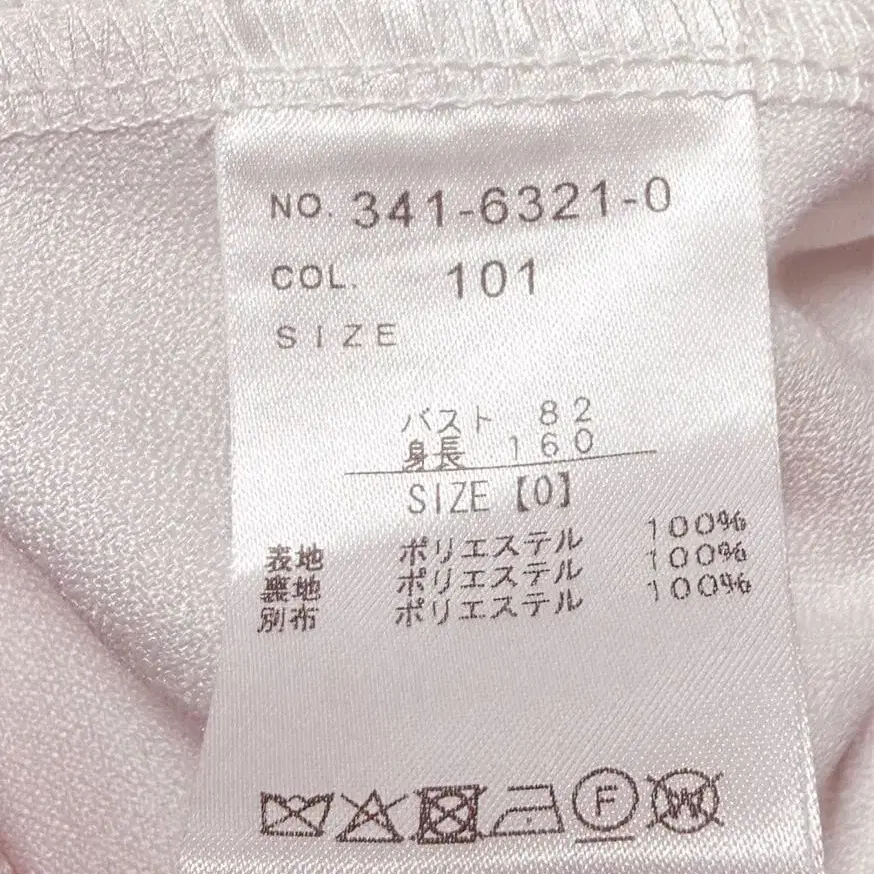 NO. 341-6321-0
COL. 101
SIZE
バスト 82
身長 160
SIZE【0】
表地 ポリエステル 100%
裏地 ポリエステル 100%
別布 ポリエステル 100%
F W